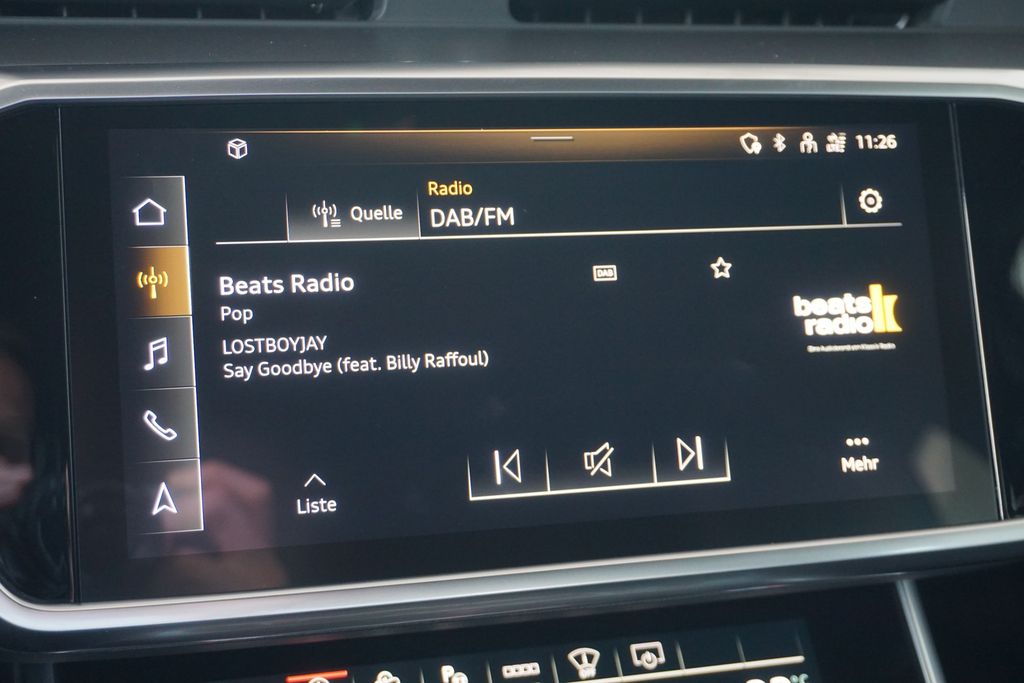 11:26
Radio
Quelle
DAB/FM
DAB
Beats Radio
Pop
beats
radio
LOSTBOYJAY
Say Goodbye (feat. Billy Raffoul)
Mehr
Liste
OFF